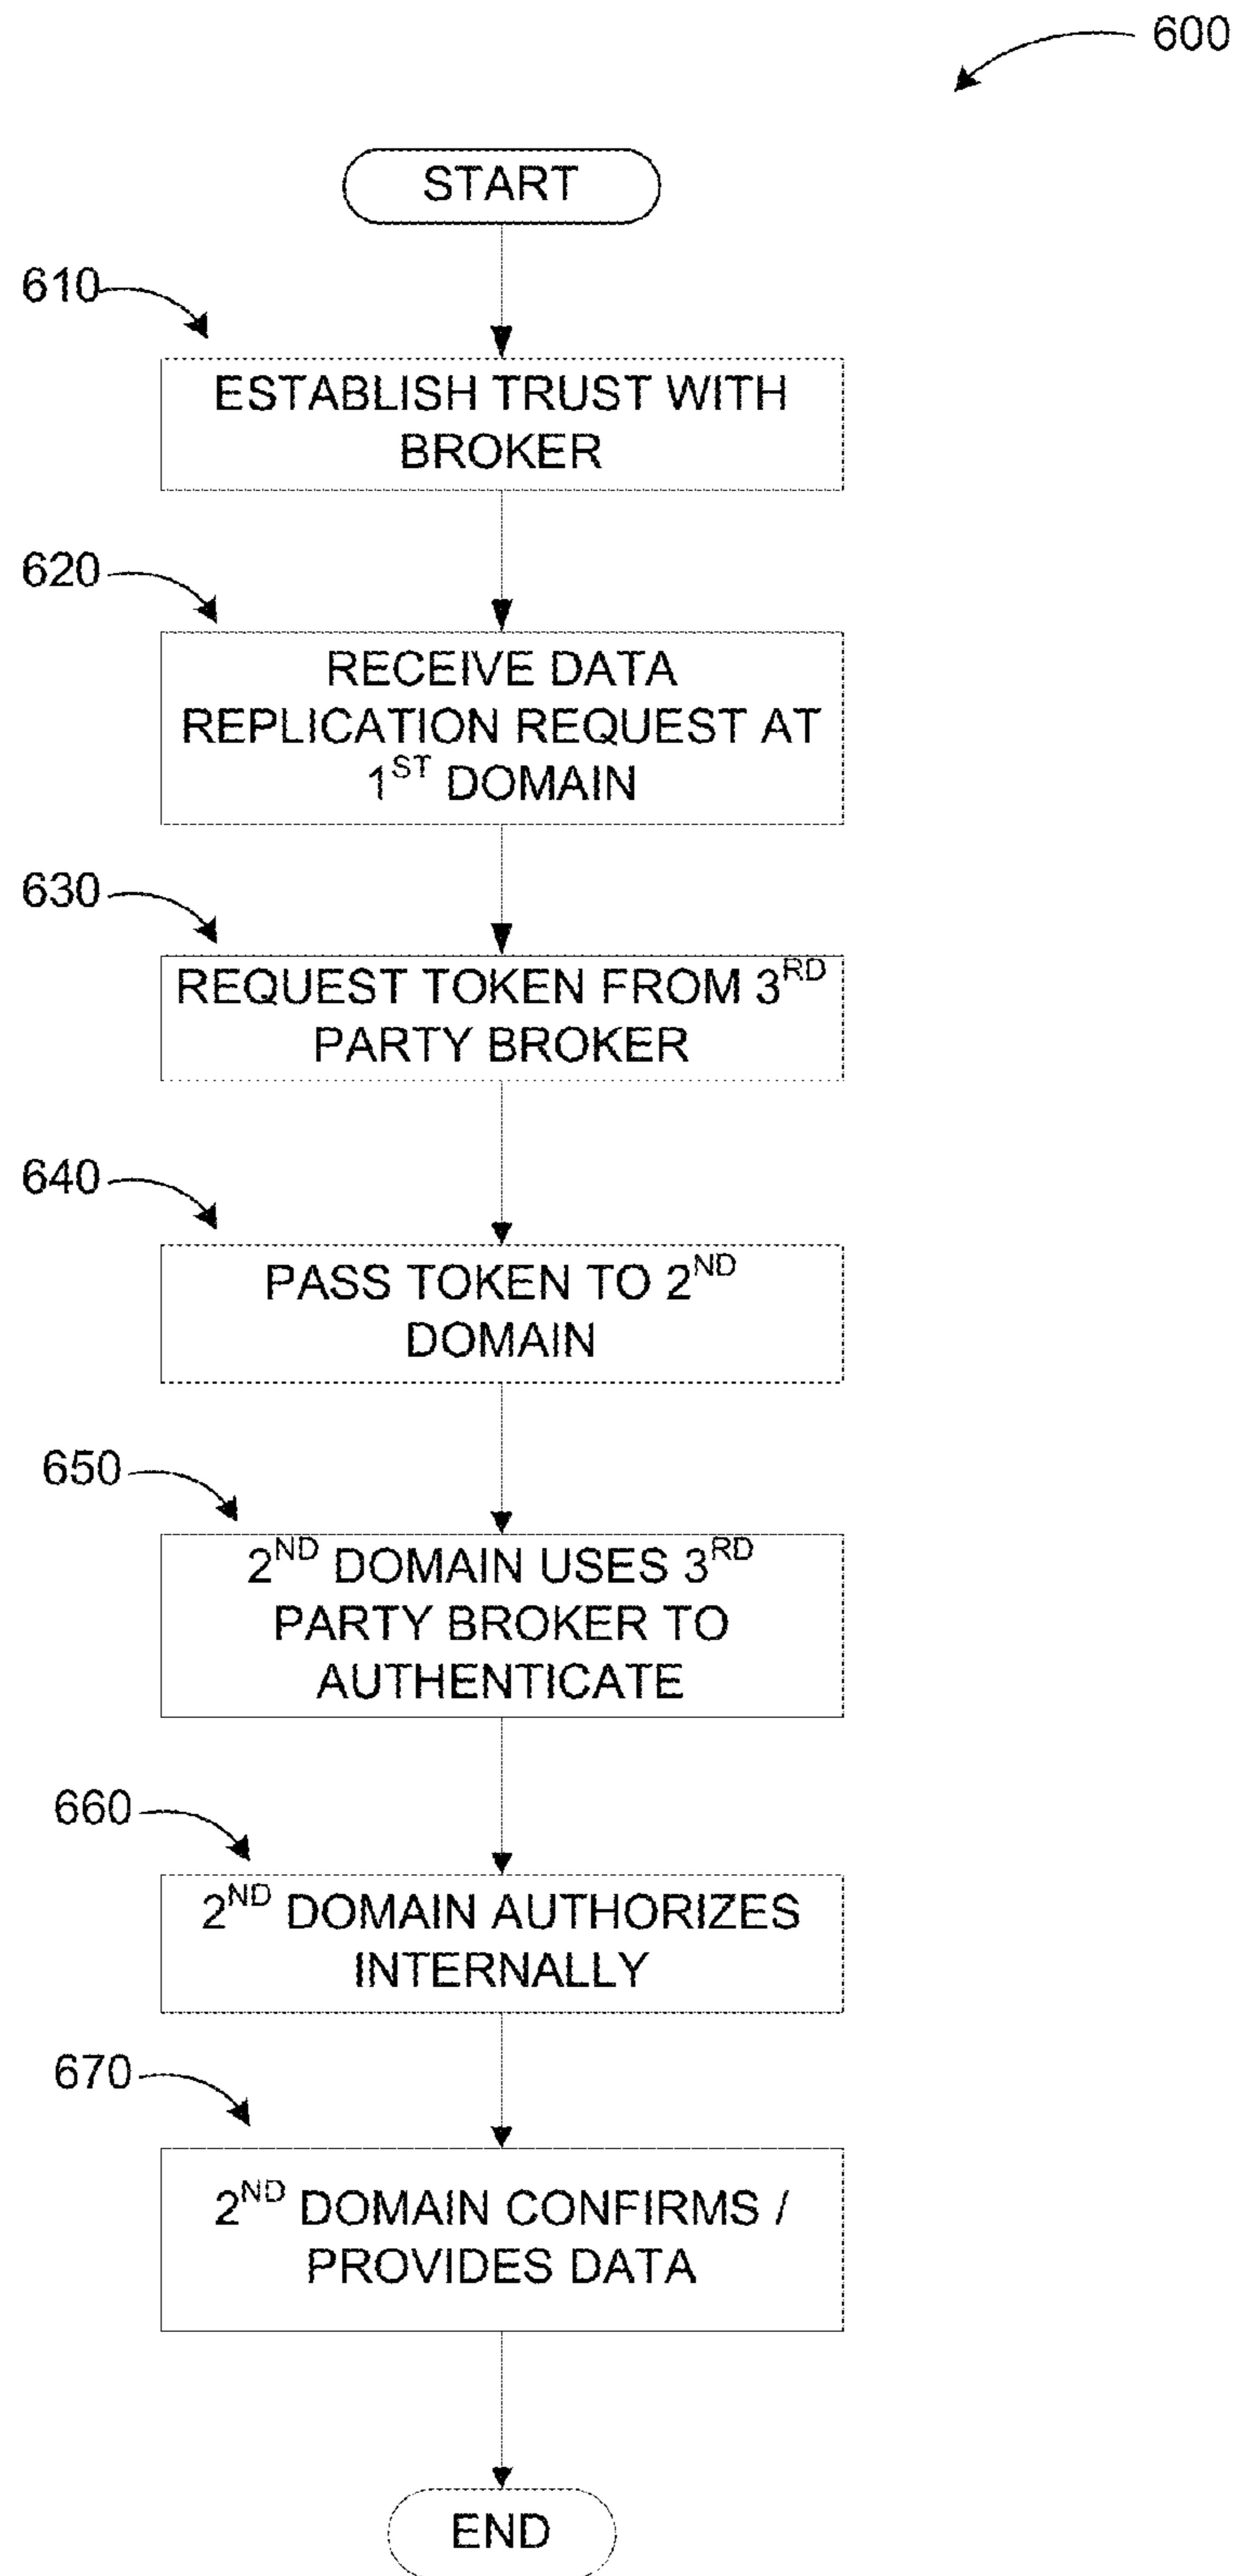 600
START
610
ESTABLISH TRUST WITH
BROKER
620
RECEIVE DATA
REPLICATION REQUEST AT
1ST DOMAIN
630
REQUEST TOKEN FROM 3RD
PARTY BROKER
640
PASS TOKEN TO 2ND
DOMAIN
650
2ND DOMAIN USES 3RD
PARTY BROKER TO
AUTHENTICATE
660
2ND DOMAIN AUTHORIZES
INTERNALLY
670
2ND DOMAIN CONFIRMS /
PROVIDES DATA
END